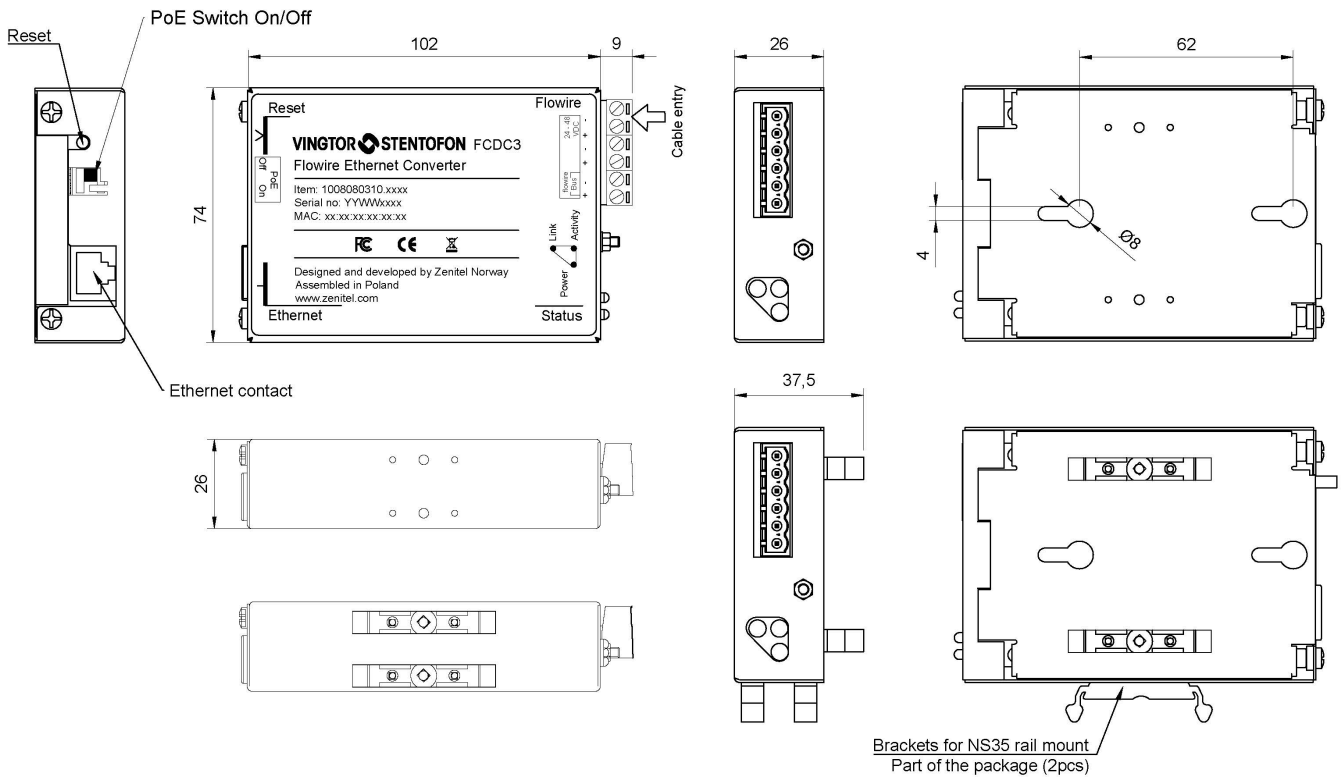 PoE Switch On/Off
Reset
102
9
26
62
Reset
Flowire
Cable entry
24 - 48
VDC
-
+
-
+
-
+
flowire
Bus
VINGTOR STENTOFON FCDC3
Flowire Ethernet Converter
PoE
Off On
Item: 1008080310.xxxx
Serial no: YYWWxxxx
MAC: xx:xx:xx:xx:xx:xx
74
4
Ø8
FC CE
Link
Activity
Power
Designed and developed by Zenitel Norway
Assembled in Poland
www.zenitel.com
Ethernet
Status
Ethernet contact
37,5
26
Brackets for NS35 rail mount
Part of the package (2pcs)